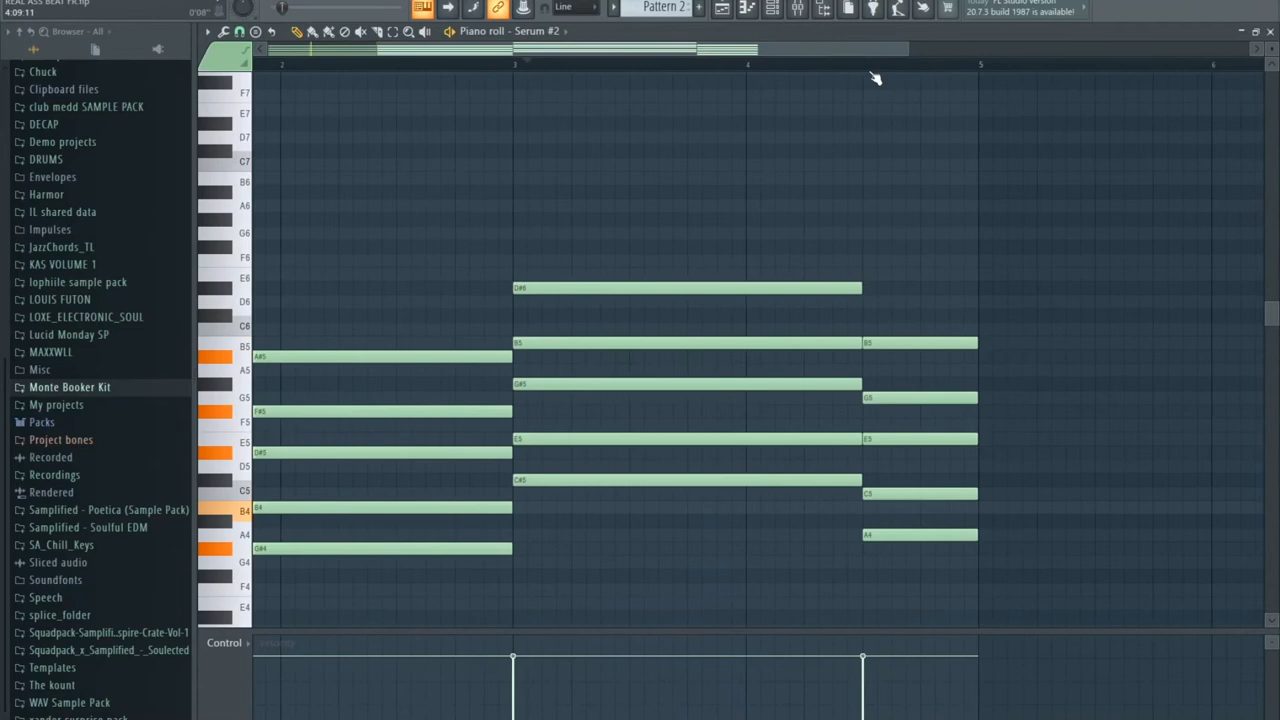 4:09:11
0'08"
Line
Pattern 2
Today FL Studio version
20.7.3 build 1987 is available!
Browser - All
Piano roll - Serum #2
Chuck
Clipboard files
club medd SAMPLE PACK
DECAP
Demo projects
DRUMS
Envelopes
Harmor
IL shared data
Impulses
JazzChords_TL
KAS VOLUME 1
lophiile sample pack
LOUIS FUTON
LOXE_ELECTRONIC_SOUL
Lucid Monday SP
MAXXWLL
Misc
Monte Booker Kit
My projects
Packs
Project bones
Recorded
Recordings
Rendered
Samplified - Poetica (Sample Pack)
Samplified - Soulful EDM
SA_Chill_Keys
Sliced audio
Soundfonts
Speech
splice_folder
Squadpack-Samplifi..spire-Crate-Vol-1
Squadpack_x_Samplified_-_Soulected
Templates
The kount
WAV Sample Pack
2
3
4
5
6
F7
E7
D7
C7
B6
A6
G6
F6
E6
D6
C6
B5
A5
G5
F5
E5
D5
C5
B4
A4
G4
F4
E4
D#6
B5
B5
A#5
G#5
G5
F#5
E5
E5
D#5
C#5
C5
B4
A4
G#4
Control
Velocity